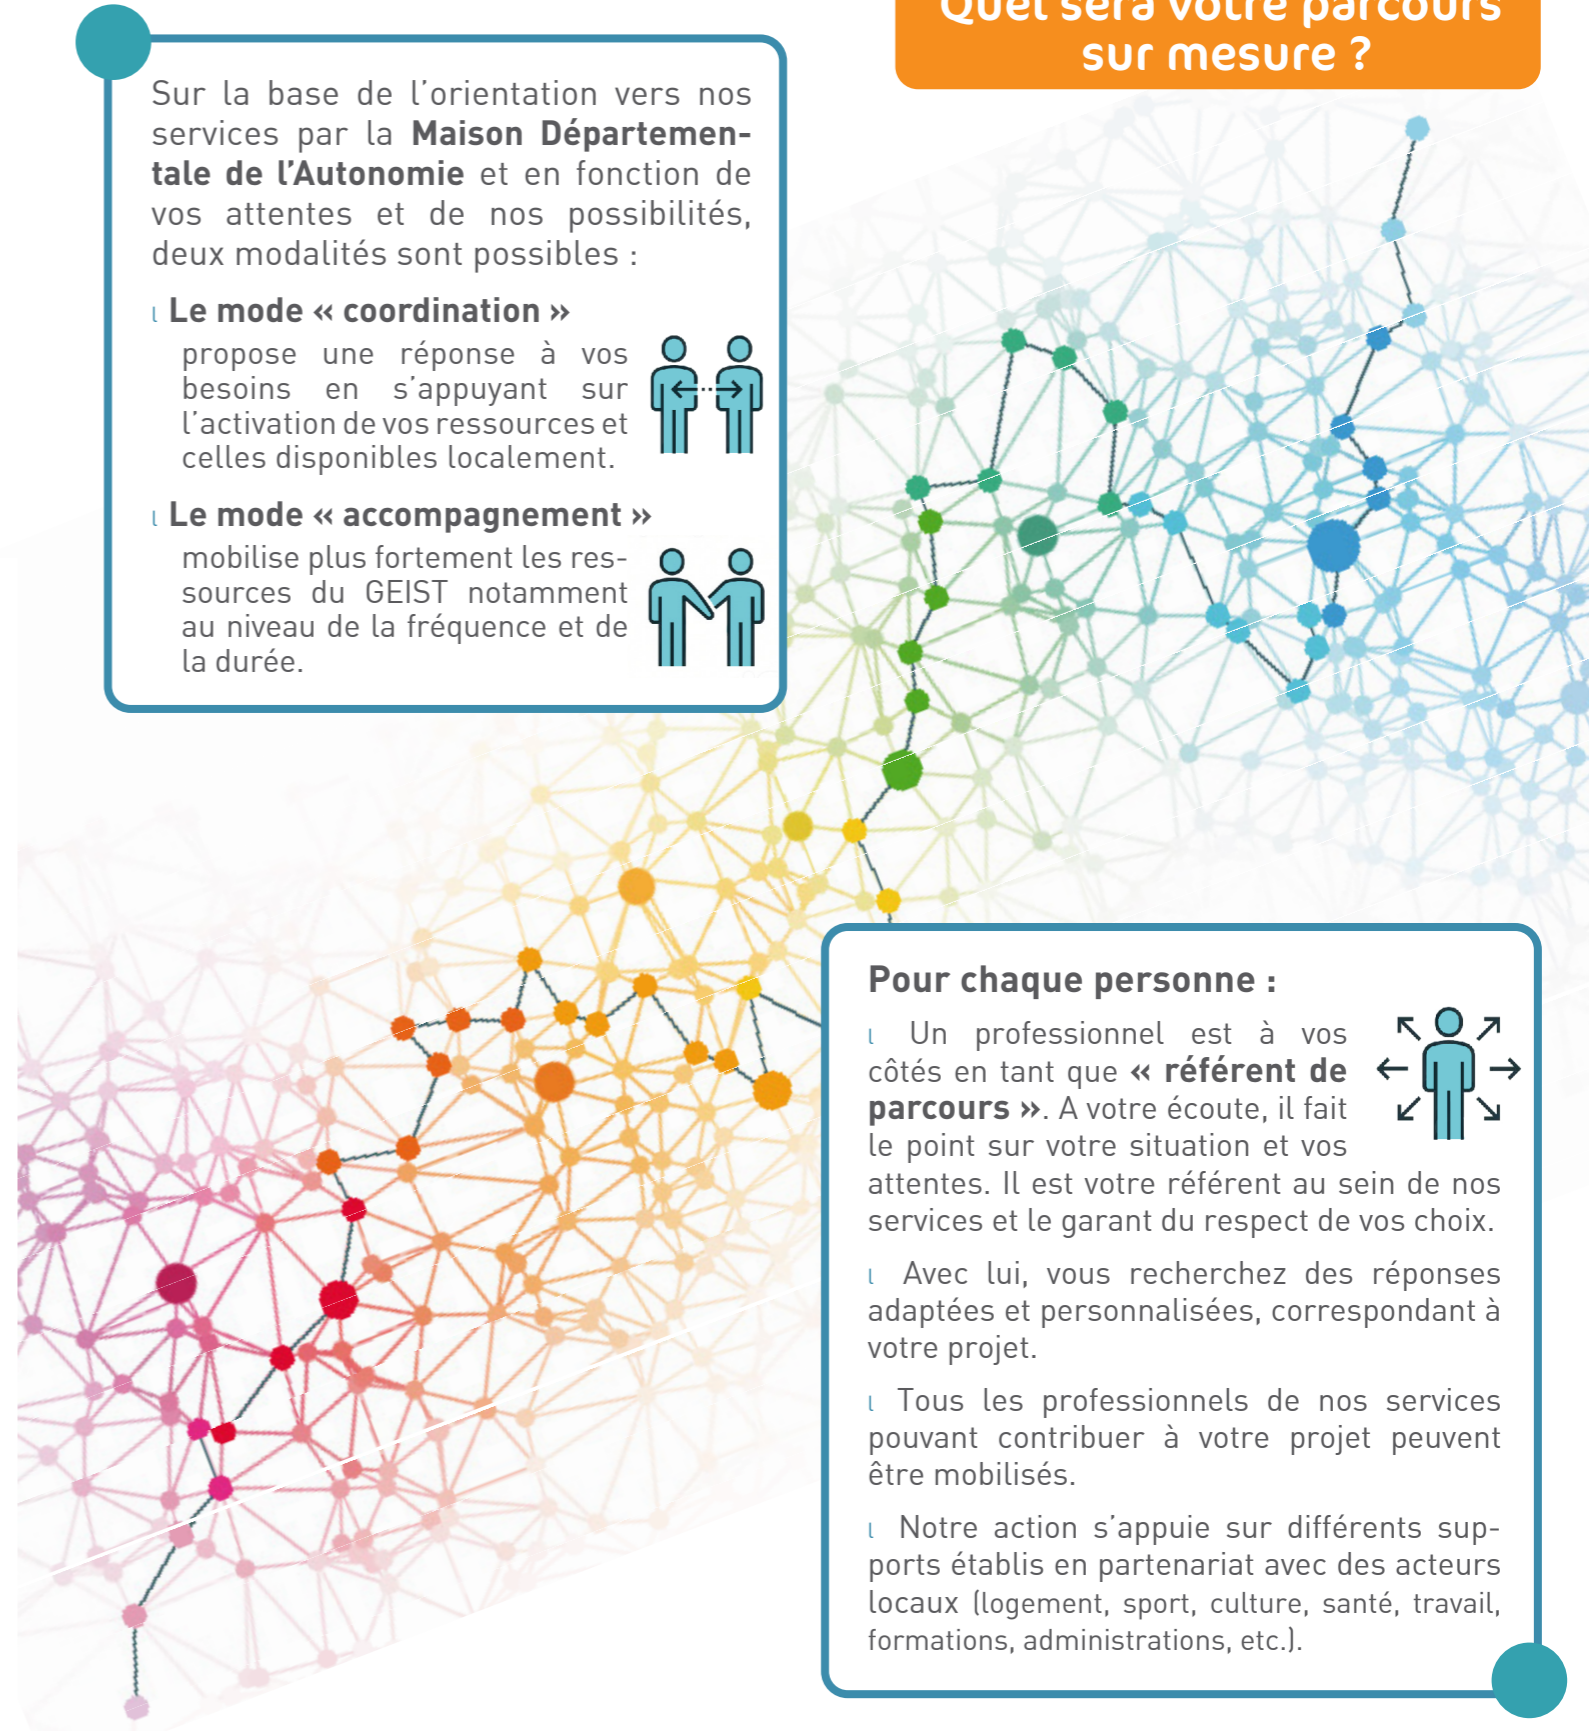 Quel sera votre parcours
sur mesure ?
Sur la base de l'orientation vers nos
services par la Maison Départemen-
tale de l'Autonomie et en fonction de
vos attentes et de nos possibilités,
deux modalités sont possibles :
l Le mode « coordination »
propose une réponse à vos
besoins en s'appuyant sur
l'activation de vos ressources et
celles disponibles localement.
l Le mode « accompagnement »
mobilise plus fortement les res-
sources du GEIST notamment
au niveau de la fréquence et de
la durée.
Pour chaque personne :
l Un professionnel est à vos
côtés en tant que « référent de
parcours ». A votre écoute, il fait
le point sur votre situation et vos
attentes. Il est votre référent au sein de nos
services et le garant du respect de vos choix.
l Avec lui, vous recherchez des réponses
adaptées et personnalisées, correspondant à
votre projet.
l Tous les professionnels de nos services
pouvant contribuer à votre projet peuvent
être mobilisés.
l Notre action s'appuie sur différents sup-
ports établis en partenariat avec des acteurs
locaux (logement, sport, culture, santé, travail,
formations, administrations, etc.).